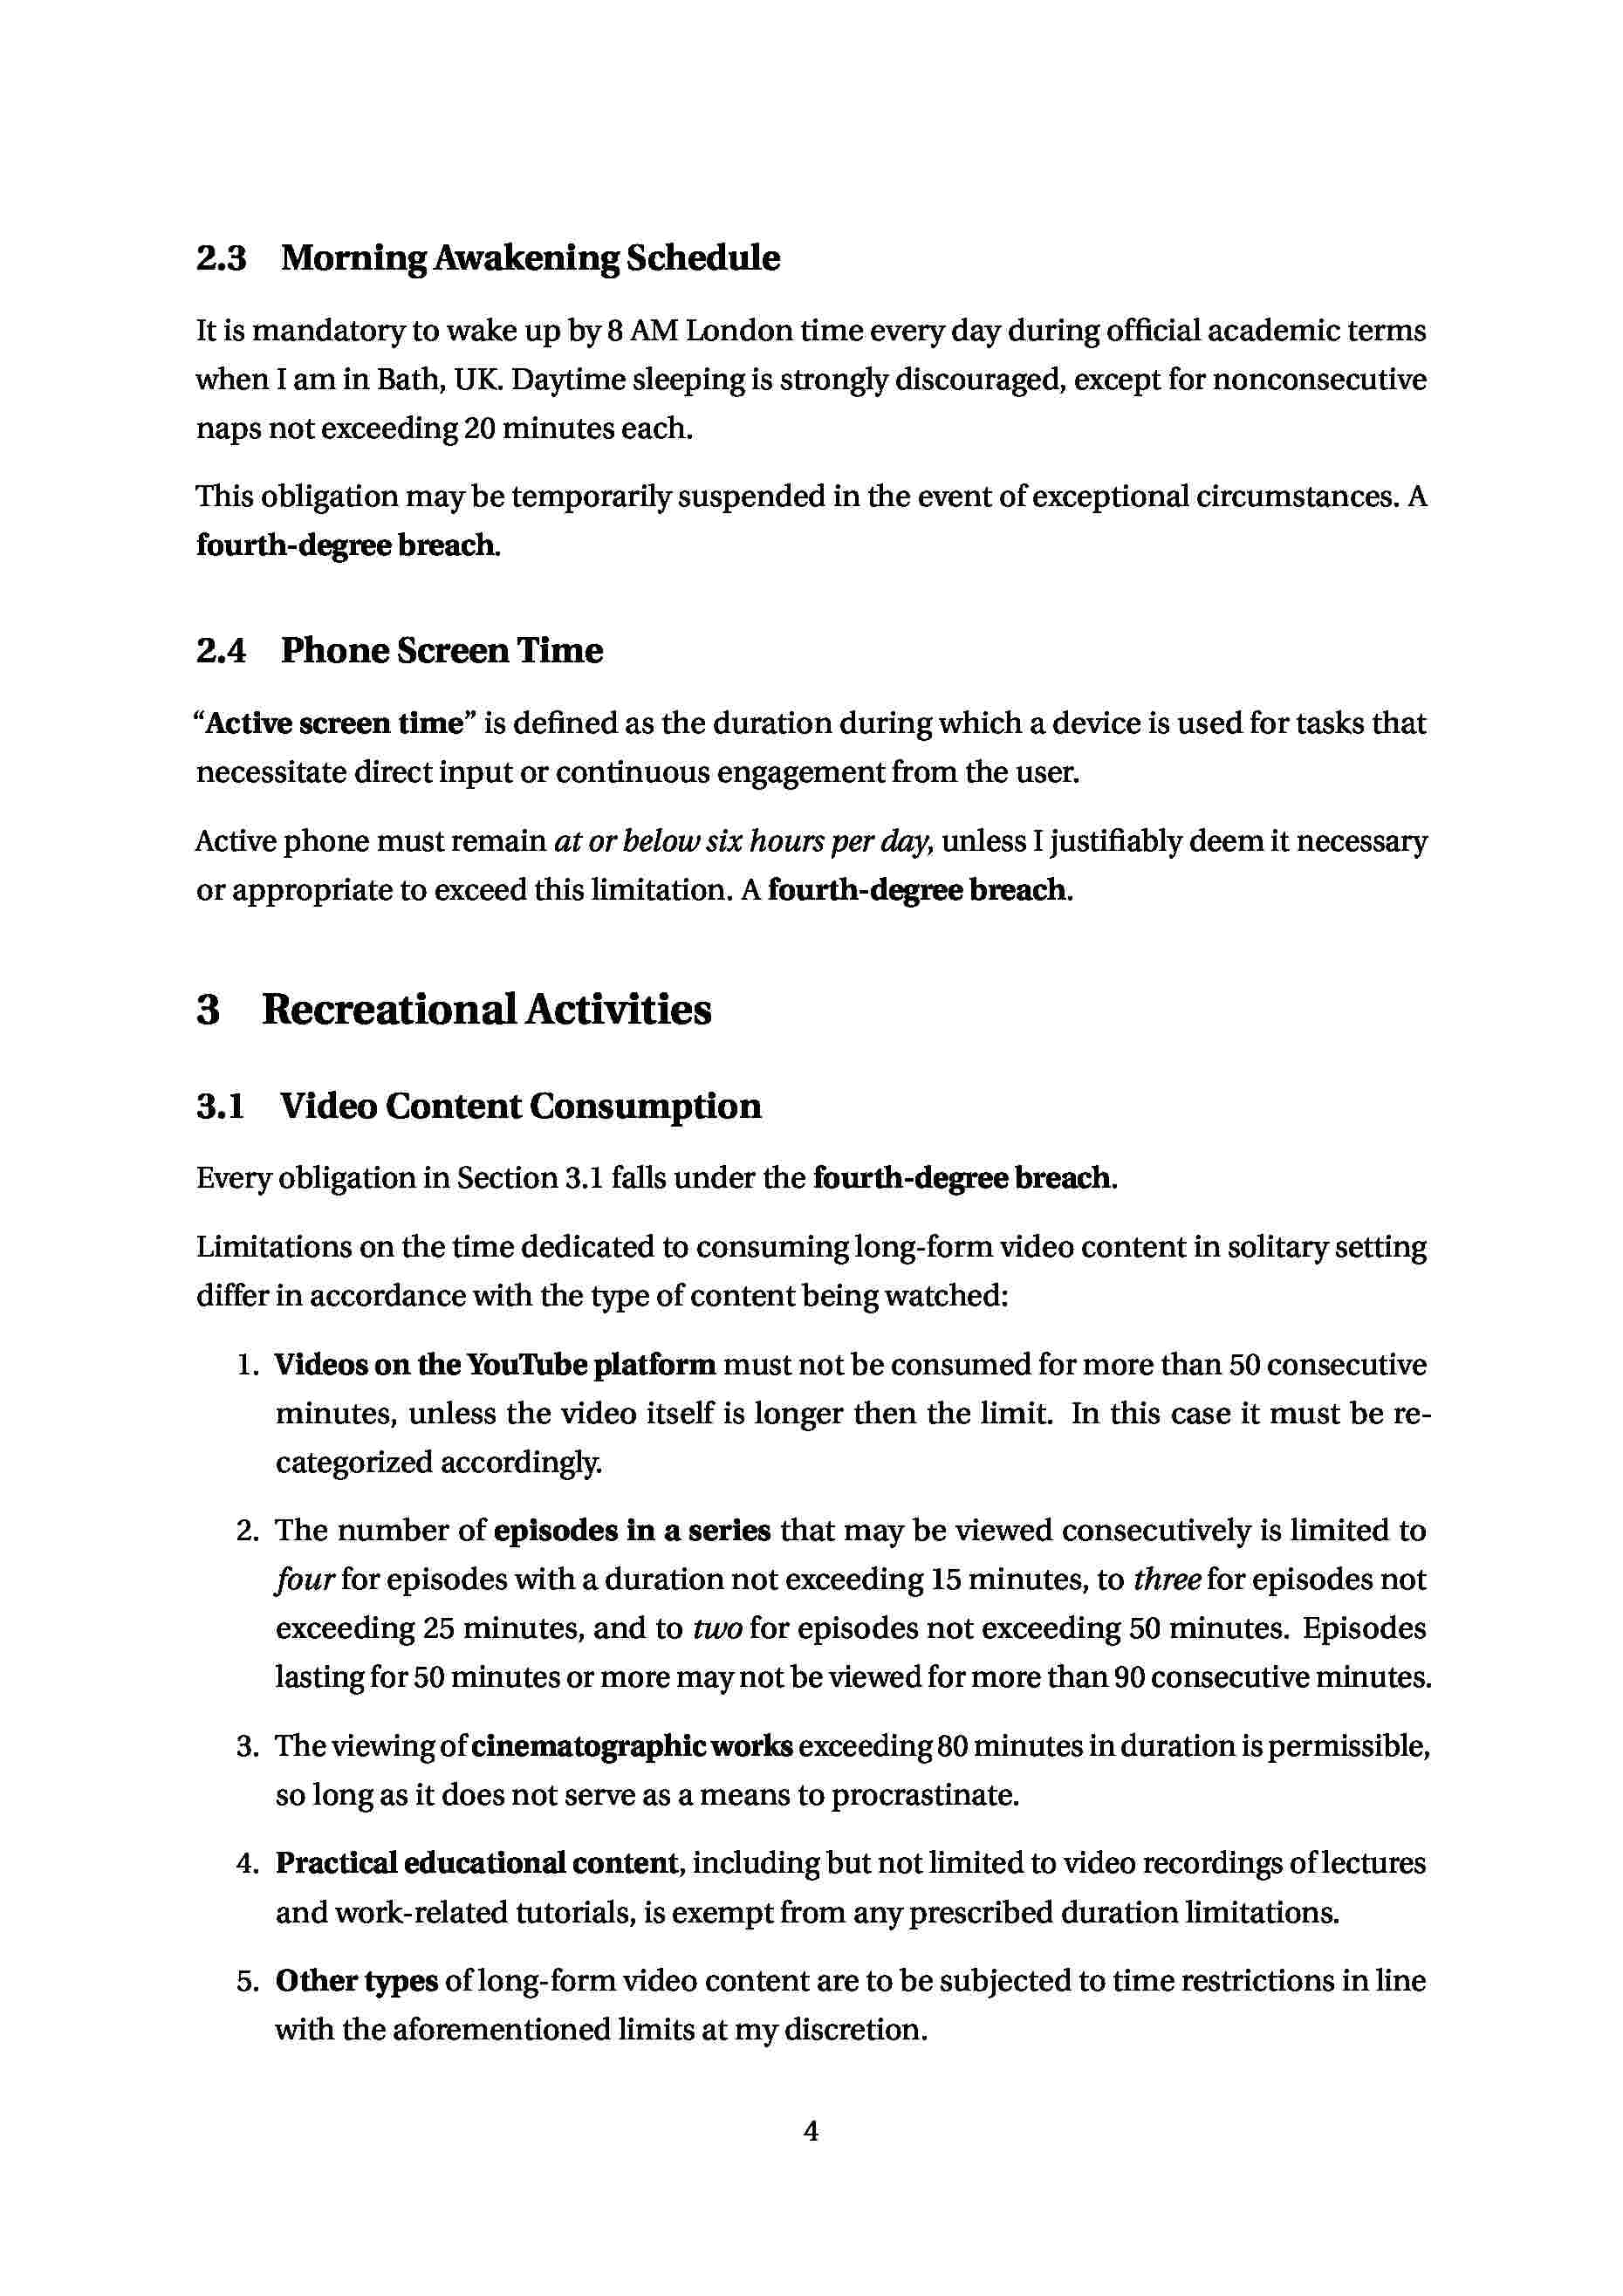 2.3 Morning Awakening Schedule
It is mandatory to wake up by 8 AM London time every day during official academic terms
when I am in Bath, UK. Daytime sleeping is strongly discouraged, except for nonconsecutive
naps not exceeding 20 minutes each.
This obligation may be temporarily suspended in the event of exceptional circumstances. A
fourth-degree breach.
2.4 Phone Screen Time
“Active screen time” is defined as the duration during which a device is used for tasks that
necessitate direct input or continuous engagement from the user.
Active phone must remain at or below six hours per day, unless I justifiably deem it necessary
or appropriate to exceed this limitation. A fourth-degree breach.
3 Recreational Activities
3.1 Video Content Consumption
Every obligation in Section 3.1 falls under the fourth-degree breach.
Limitations on the time dedicated to consuming long-form video content in solitary setting
differ in accordance with the type of content being watched:
1. Videos on the YouTube platform must not be consumed for more than 50 consecutive
minutes, unless the video itself is longer then the limit. In this case it must be re-
categorized accordingly.
2. The number of episodes in a series that may be viewed consecutively is limited to
four for episodes with a duration not exceeding 15 minutes, to three for episodes not
exceeding 25 minutes, and to two for episodes not exceeding 50 minutes. Episodes
lasting for 50 minutes or more may not be viewed for more than 90 consecutive minutes.
3. The viewing of cinematographic works exceeding 80 minutes in duration is permissible,
so long as it does not serve as a means to procrastinate.
4. Practical educational content, including but not limited to video recordings of lectures
and work-related tutorials, is exempt from any prescribed duration limitations.
5. Other types of long-form video content are to be subjected to time restrictions in line
with the aforementioned limits at my discretion.
4